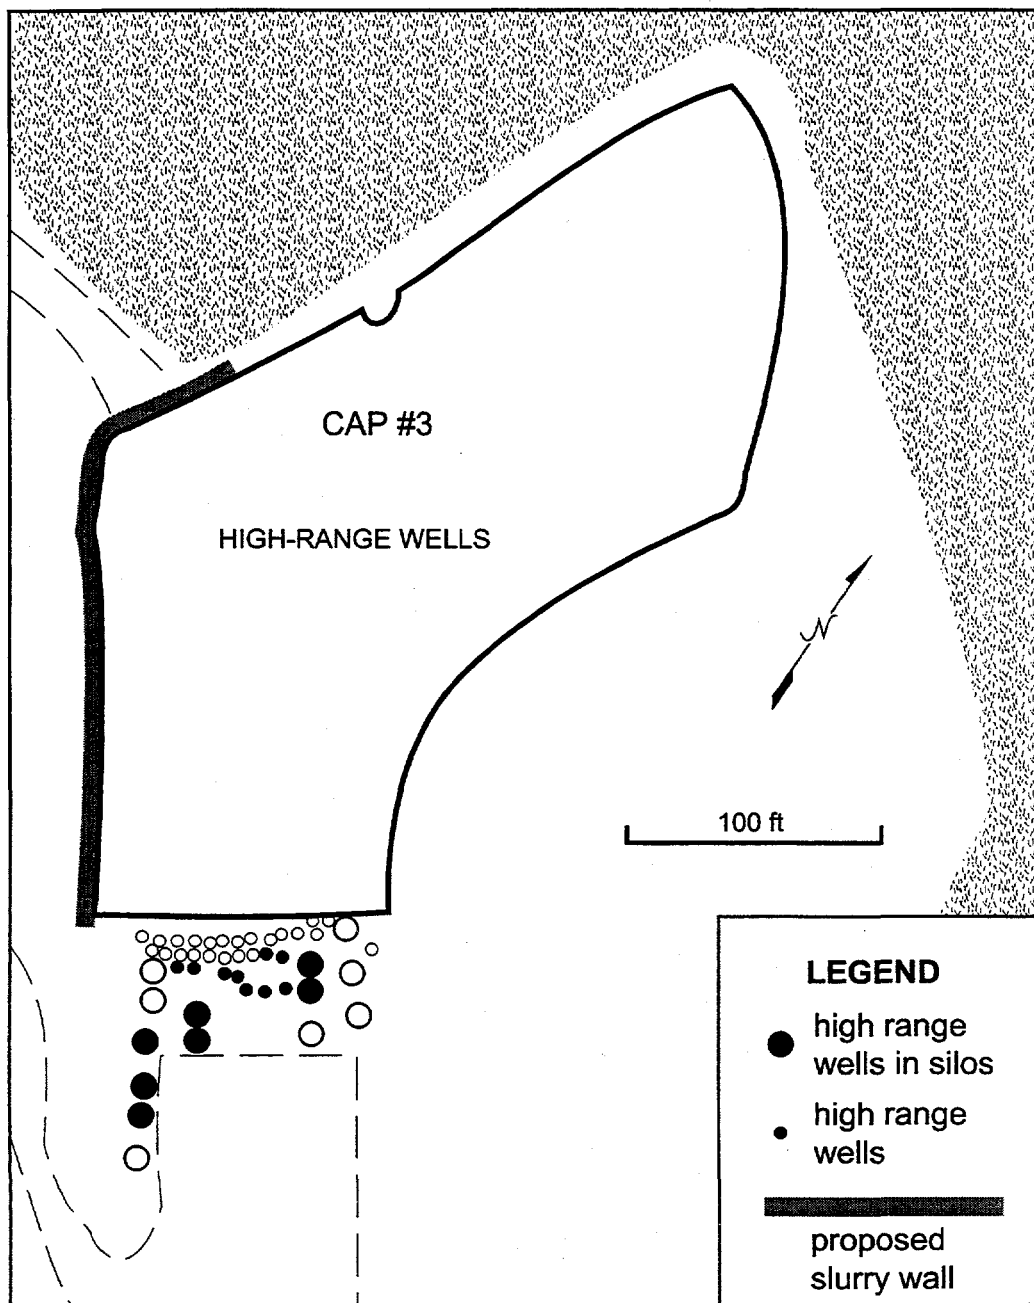 CAP #3
HIGH-RANGE WELLS
N
100 ft
LEGEND
high range
wells in silos
high range
wells
proposed
slurry wall